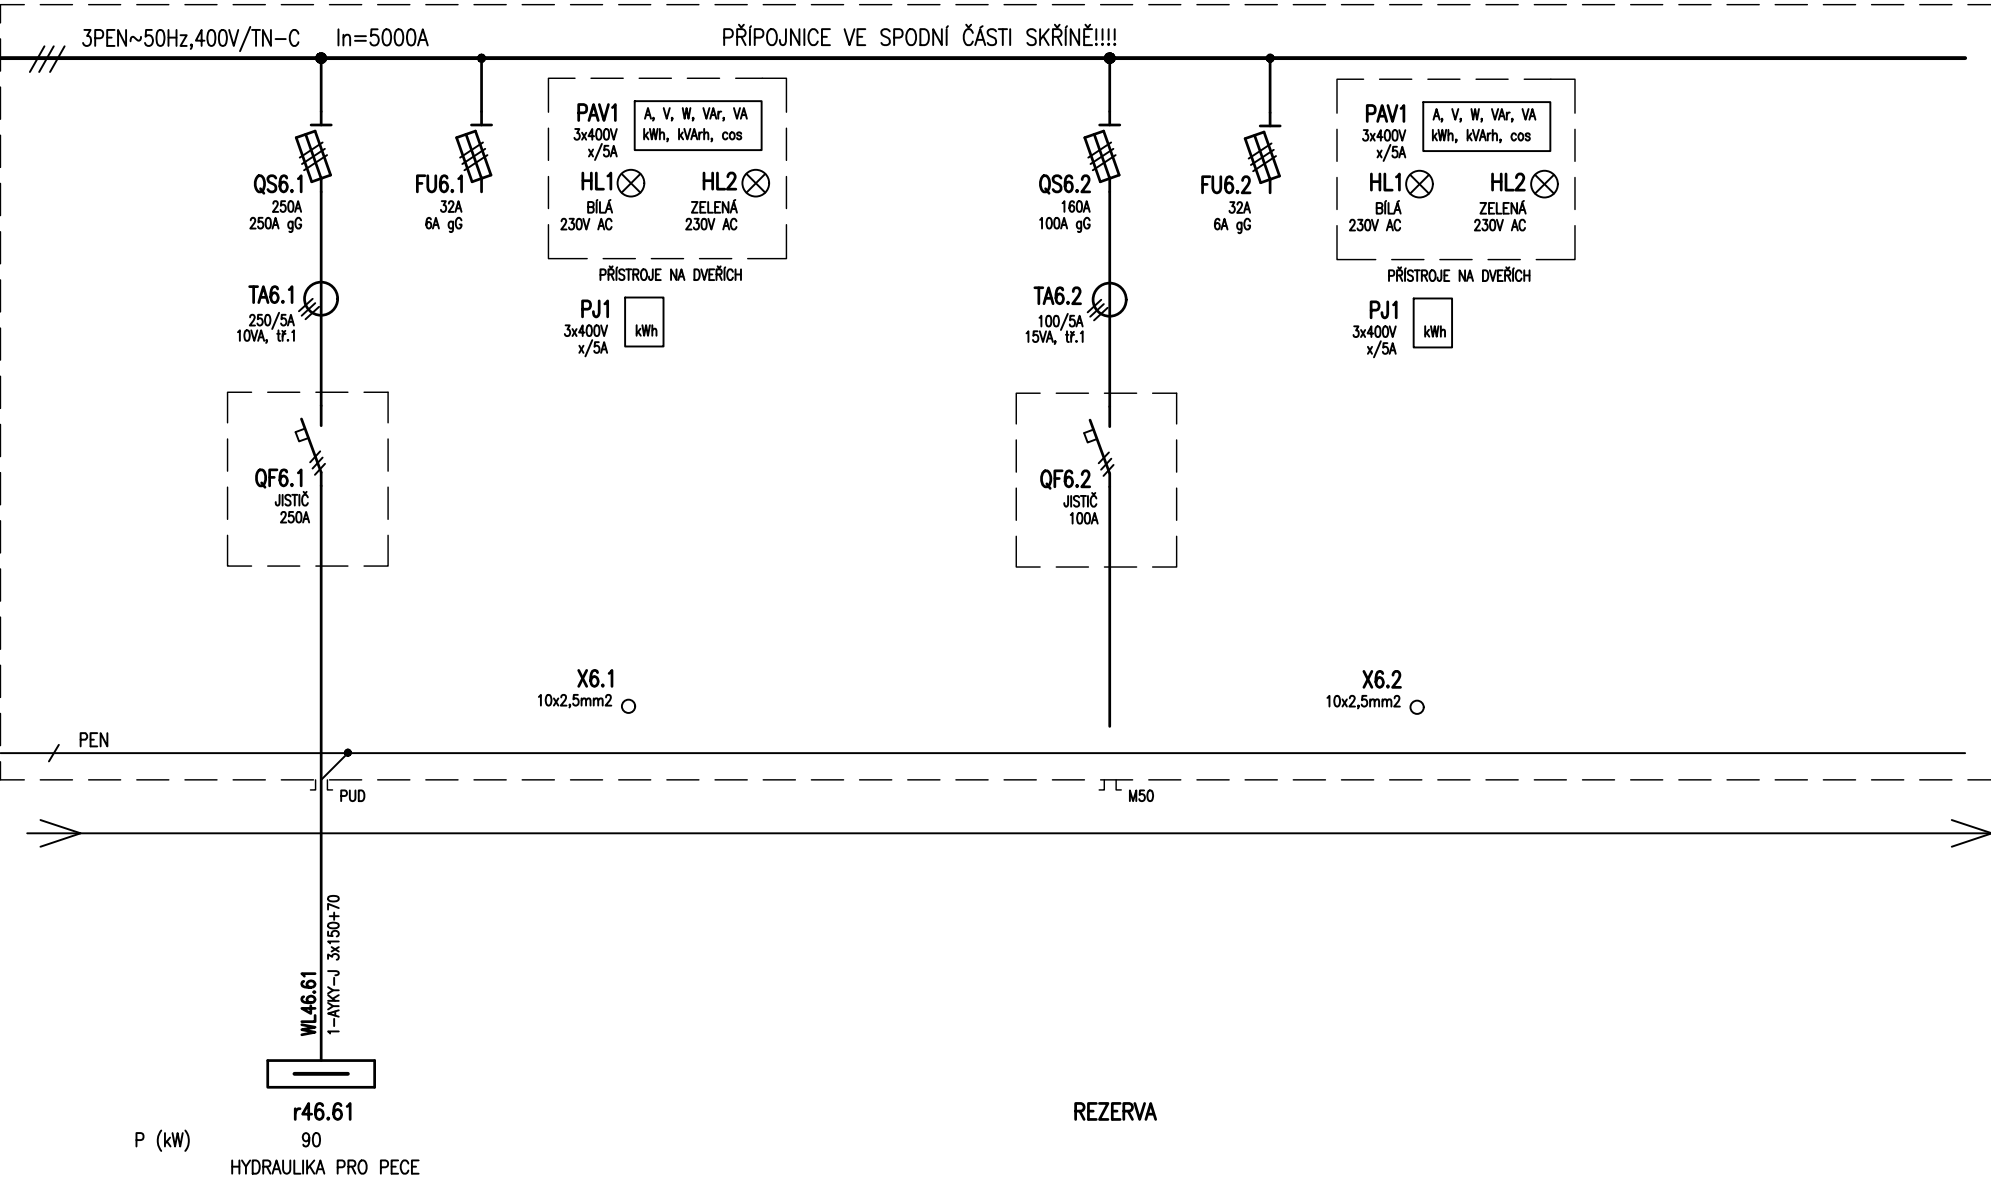 3PEN~50Hz,400V/TN-C In=5000A
PŘÍPOJNICE VE SPODNÍ ČÁSTI SKŘÍNĚ!!!!
QS6.1
250A
250A gG
FU6.1
32A
6A gG
PAV1
3x400V
x/5A
A, V, W, VAr, VA
kWh, kVArh, cos
HL1
BÍLÁ
230V AC
HL2
ZELENÁ
230V AC
PŘÍSTROJE NA DVEŘÍCH
TA6.1
250/5A
10VA, tř.1
PJ1
3x400V
x/5A
kWh
QF6.1
JISTIČ
250A
X6.1
10x2,5mm2
QS6.2
160A
100A gG
FU6.2
32A
6A gG
PAV1
3x400V
x/5A
A, V, W, VAr, VA
kWh, kVArh, cos
HL1
BÍLÁ
230V AC
HL2
ZELENÁ
230V AC
PŘÍSTROJE NA DVEŘÍCH
TA6.2
100/5A
15VA, tř.1
PJ1
3x400V
x/5A
kWh
QF6.2
JISTIČ
100A
X6.2
10x2,5mm2
PEN
PUD
M50
WL46.61
1-AYKY-J 3x150+70
r46.61
P (kW) 90
HYDRAULIKA PRO PECE
REZERVA